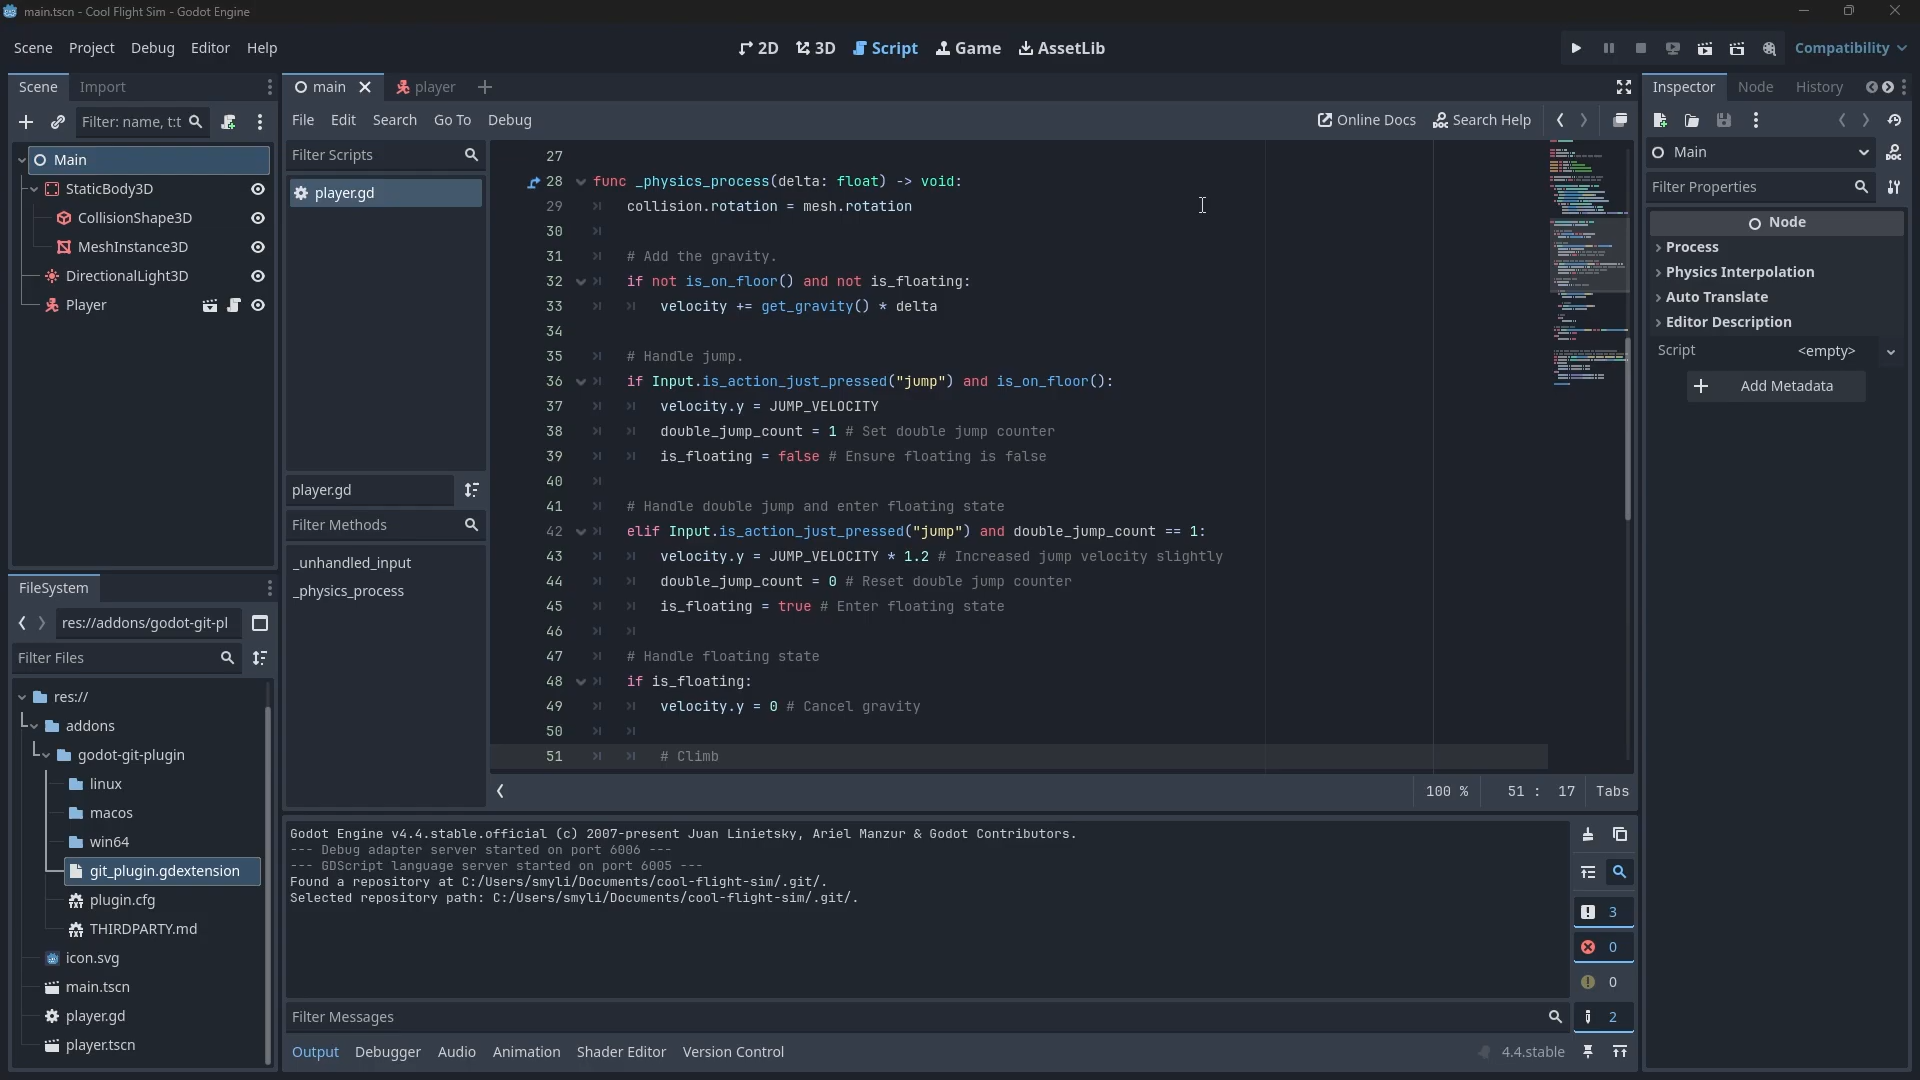 main.tscn - Cool Flight Sim - Godot Engine
Scene Project Debug Editor Help
2D 3D Script Game AssetLib
Compatibility
Scene Import
Filter: name, t:t
Main
StaticBody3D
CollisionShape3D
MeshInstance3D
DirectionalLight3D
Player
FileSystem
res://addons/godot-git-pl
Filter Files
res://
addons
godot-git-plugin
linux
macos
win64
git_plugin.gdextension
plugin.cfg
THIRDPARTY.md
icon.svg
main.tscn
player.gd
player.tscn
main player
File Edit Search Go To Debug
Online Docs Search Help
Filter Scripts
player.gd
player.gd
Filter Methods
_unhandled_input
_physics_process
27
28 func _physics_process(delta: float) -> void:
29 collision.rotation = mesh.rotation
30
31 # Add the gravity.
32 if not is_on_floor() and not is_floating:
33 velocity += get_gravity() * delta
34
35 # Handle jump.
36 if Input.is_action_just_pressed("jump") and is_on_floor():
37 velocity.y = JUMP_VELOCITY
38 double_jump_count = 1 # Set double jump counter
39 is_floating = false # Ensure floating is false
40
41 # Handle double jump and enter floating state
42 elif Input.is_action_just_pressed("jump") and double_jump_count == 1:
43 velocity.y = JUMP_VELOCITY * 1.2 # Increased jump velocity slightly
44 double_jump_count = 0 # Reset double jump counter
45 is_floating = true # Enter floating state
46
47 # Handle floating state
48 if is_floating:
49 velocity.y = 0 # Cancel gravity
50
51 # Climb
100 % 51 : 17 Tabs
Godot Engine v4.4.stable.official (c) 2007-present Juan Linietsky, Ariel Manzur & Godot Contributors.
--- Debug adapter server started on port 6006 ---
--- GDScript language server started on port 6005 ---
Found a repository at C:/Users/smyli/Documents/cool-flight-sim/.git/.
Selected repository path: C:/Users/smyli/Documents/cool-flight-sim/.git/.
3
0
0
2
Filter Messages
Output Debugger Audio Animation Shader Editor Version Control
4.4.stable
Inspector Node History
Main
Filter Properties
Node
Process
Physics Interpolation
Auto Translate
Editor Description
Script <empty>
Add Metadata